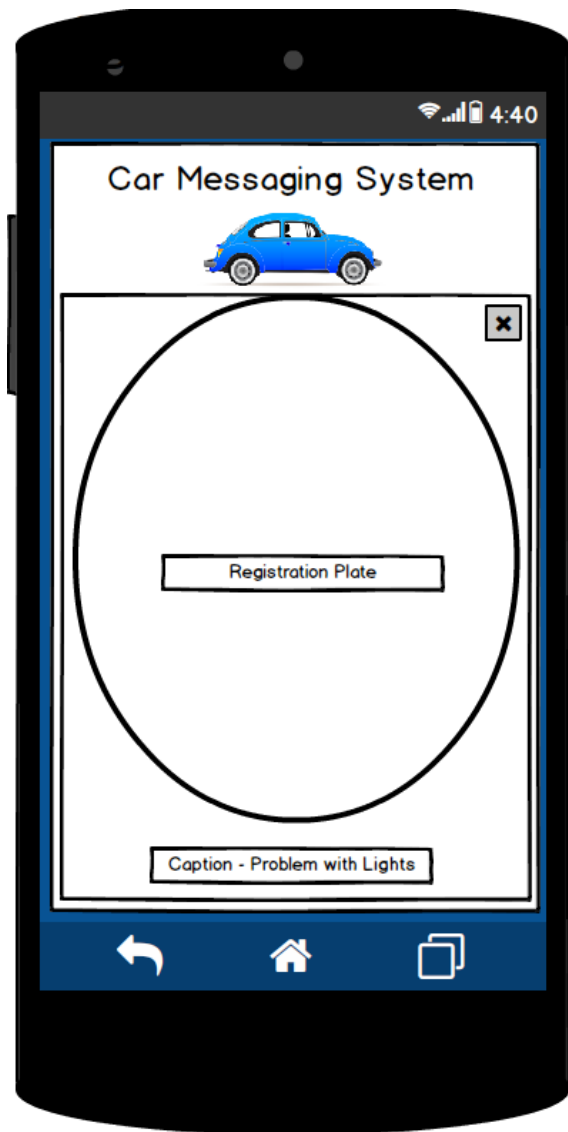 4:40
Car Messaging System
Registration Plate
Caption - Problem with Lights